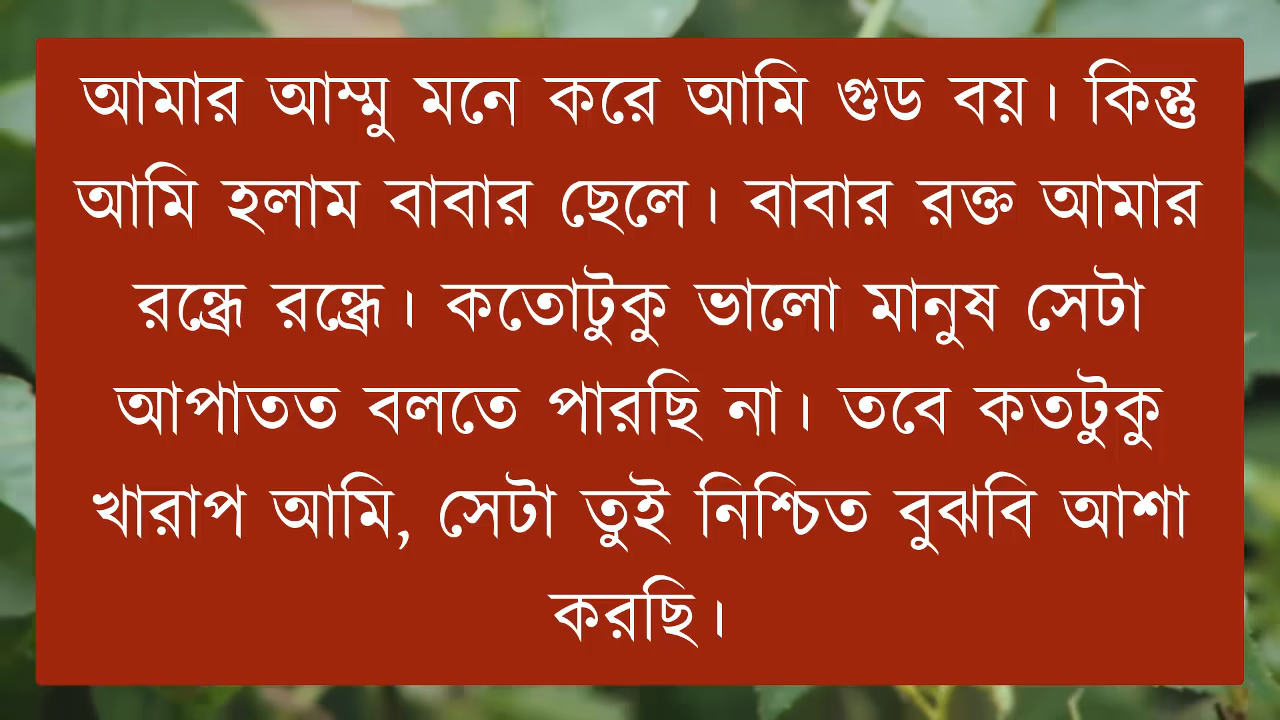 আমার আম্মু মনে করে আমি গুড বয়। কিন্তু
আমি হলাম বাবার ছেলে। বাবার রক্ত আমার
রন্ধ্রে রন্ধ্রে। কতোটুকু ভালো মানুষ সেটা
আপাতত বলতে পারছি না। তবে কতটুকু
খারাপ আমি, সেটা তুই নিশ্চিত বুঝবি আশা
করছি।